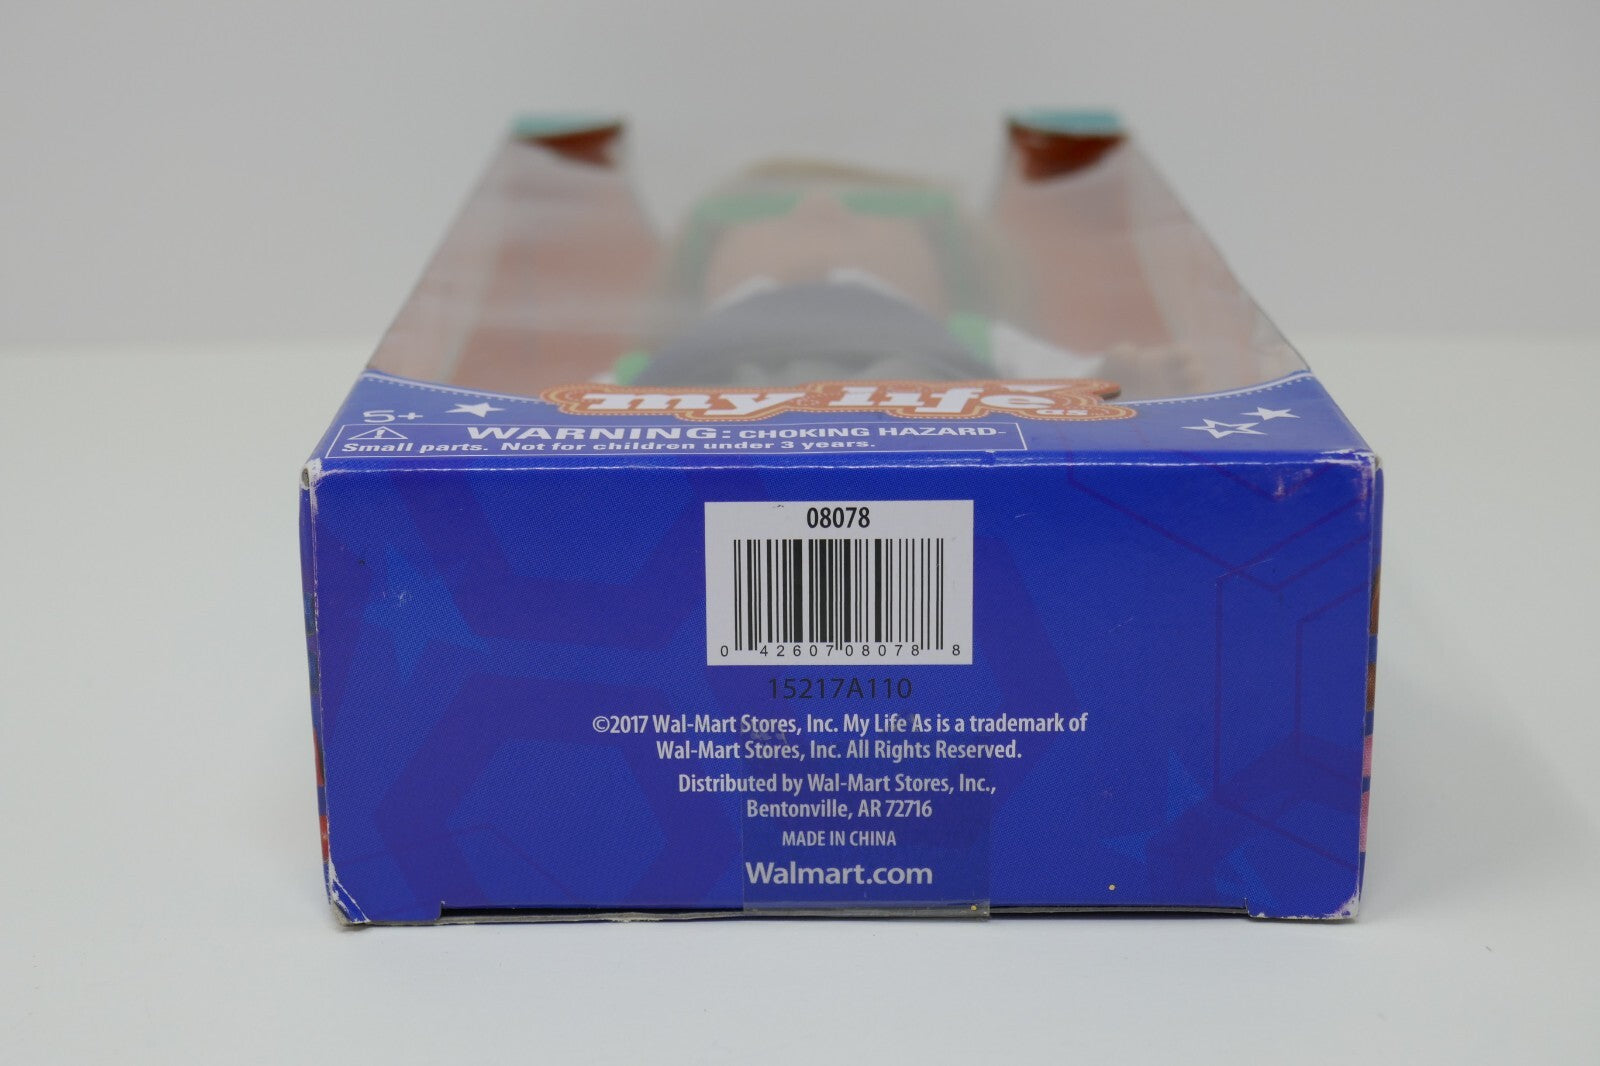 my life
as
5+
WARNING: CHOKING HAZARD-
Small parts. Not for children under 3 years.
08078
0 42607 08078 8
15217A110
©2017 Wal-Mart Stores, Inc. My Life As is a trademark of
Wal-Mart Stores, Inc. All Rights Reserved.
Distributed by Wal-Mart Stores, Inc.,
Bentonville, AR 72716
MADE IN CHINA
Walmart.com